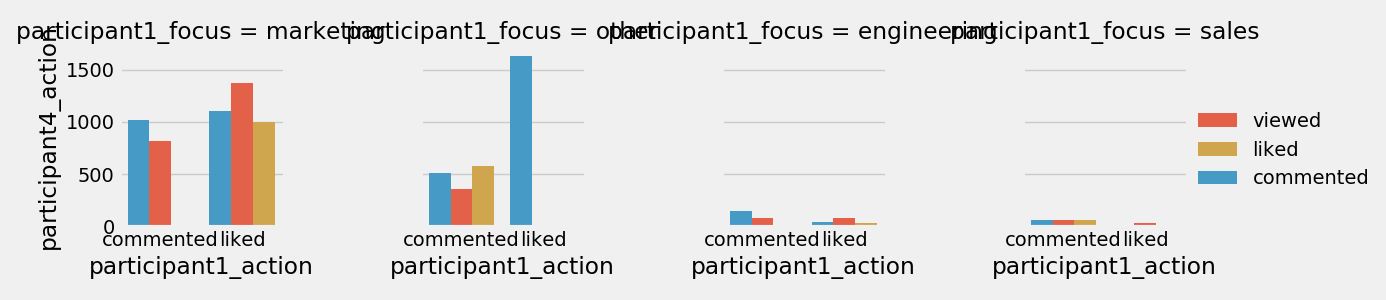 participant1_focus = marketing
participant1_focus = other
participant1_focus = engineering
participant1_focus = sales
participant4_action
1500
1000
500
0
commented liked
commented liked
commented liked
commented liked
participant1_action
participant1_action
participant1_action
participant1_action
viewed
liked
commented